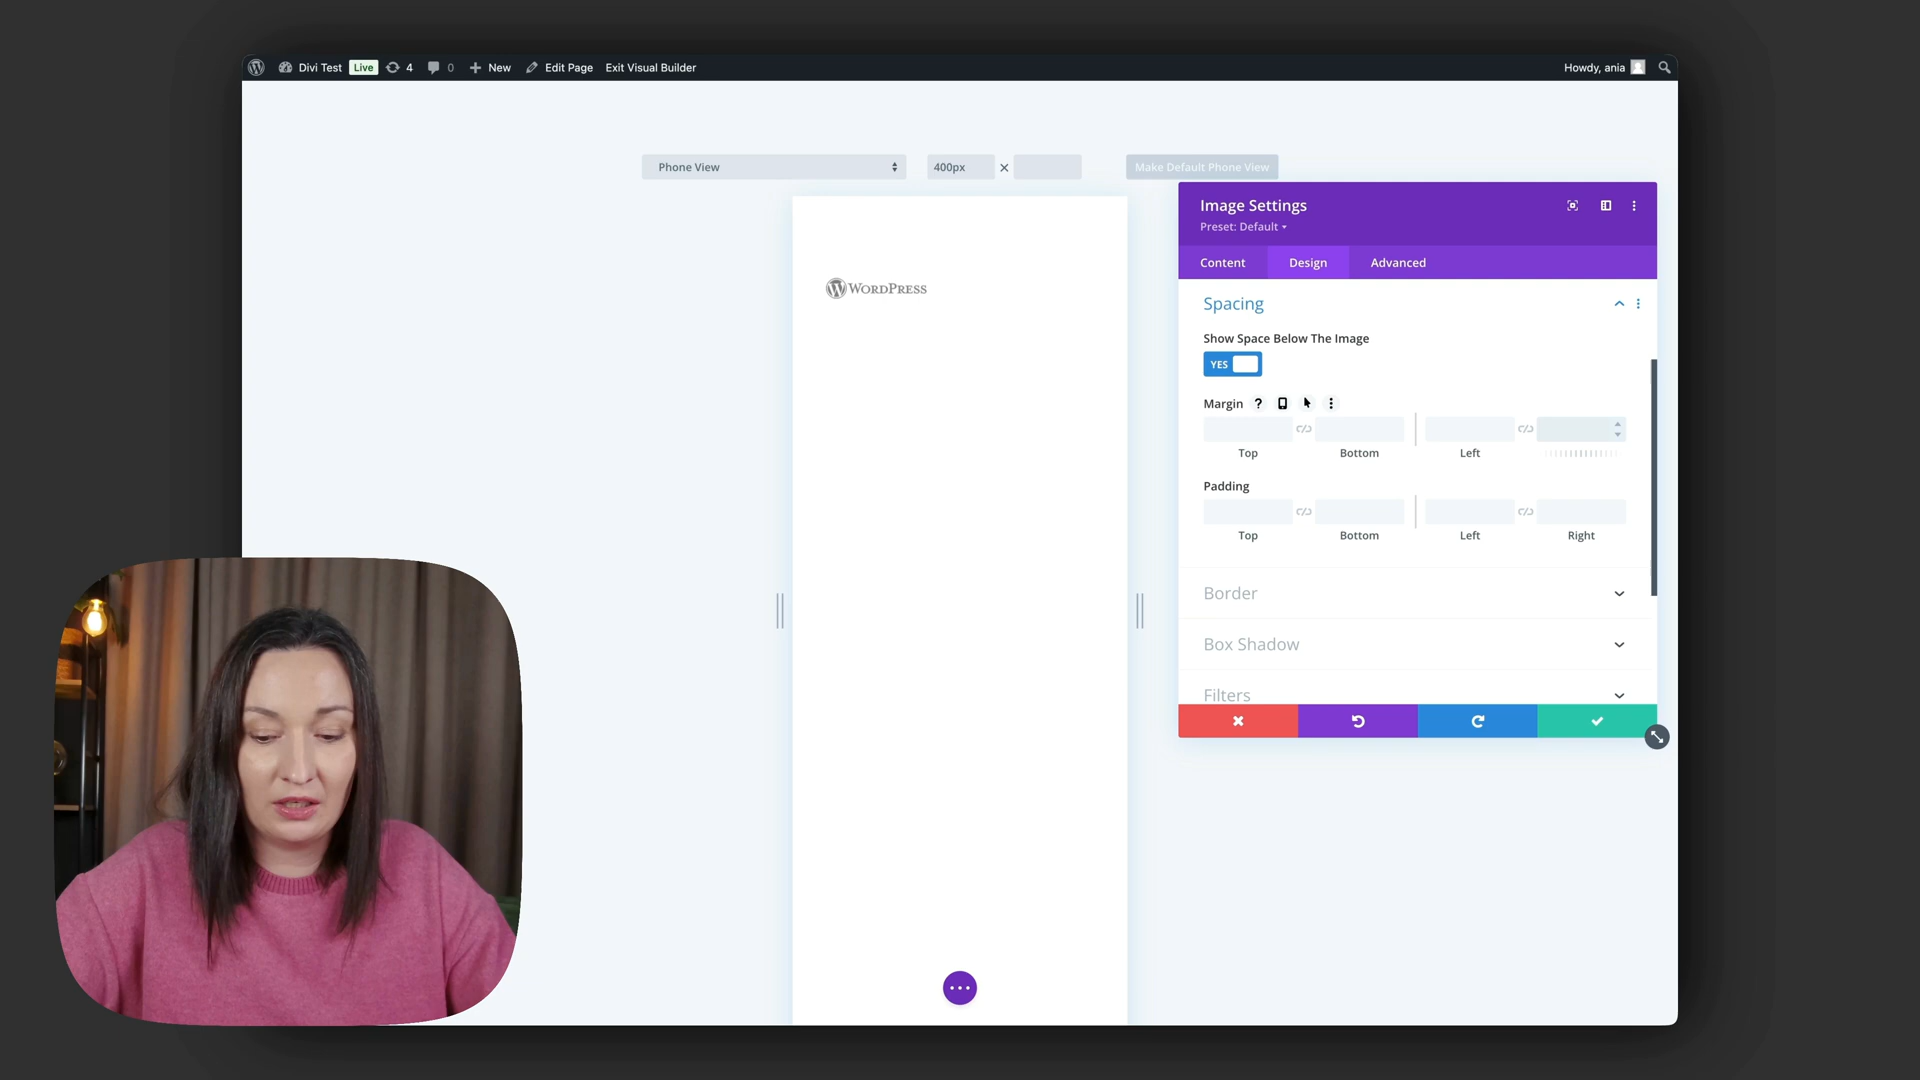 Divi Test Live 4 0 New Edit Page Exit Visual Builder Howdy, ania
Phone View 400px Make Default Phone View
Image Settings
Preset: Default
Content Design Advanced
WORDPRESS
Spacing
Show Space Below The Image
YES
Margin ?
Top Bottom Left
Padding
Top Bottom Left Right
Border
Box Shadow
Filters